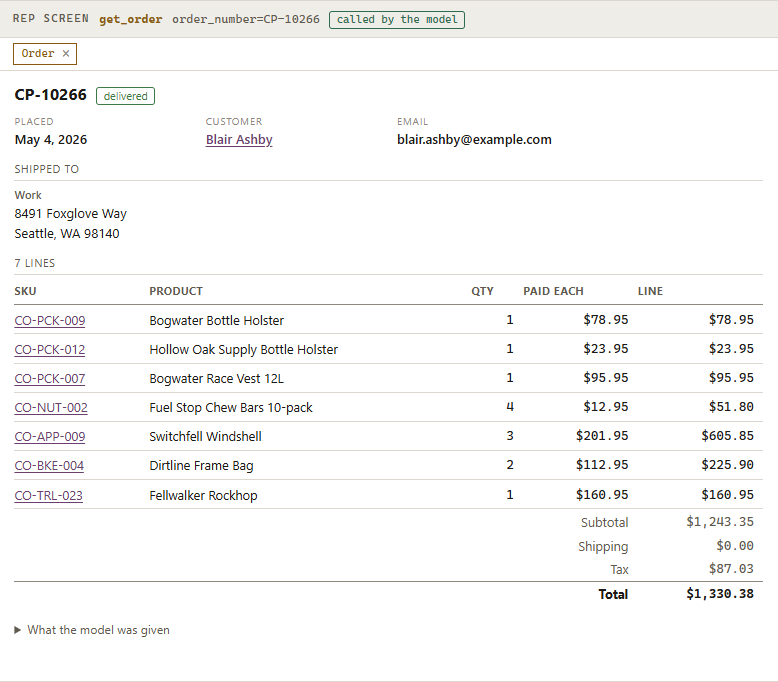 REP SCREEN get_order order_number=CP-10266 called by the model
Order ×
CP-10266 delivered
PLACED CUSTOMER EMAIL
May 4, 2026 Blair Ashby blair.ashby@example.com
SHIPPED TO
Work
8491 Foxglove Way
Seattle, WA 98140
7 LINES
SKU PRODUCT QTY PAID EACH LINE
CO-PCK-009 Bogwater Bottle Holster 1 $78.95 $78.95
CO-PCK-012 Hollow Oak Supply Bottle Holster 1 $23.95 $23.95
CO-PCK-007 Bogwater Race Vest 12L 1 $95.95 $95.95
CO-NUT-002 Fuel Stop Chew Bars 10-pack 4 $12.95 $51.80
CO-APP-009 Switchfell Windshell 3 $201.95 $605.85
CO-BKE-004 Dirtline Frame Bag 2 $112.95 $225.90
CO-TRL-023 Fellwalker Rockhop 1 $160.95 $160.95
Subtotal $1,243.35
Shipping $0.00
Tax $87.03
Total $1,330.38
▶ What the model was given